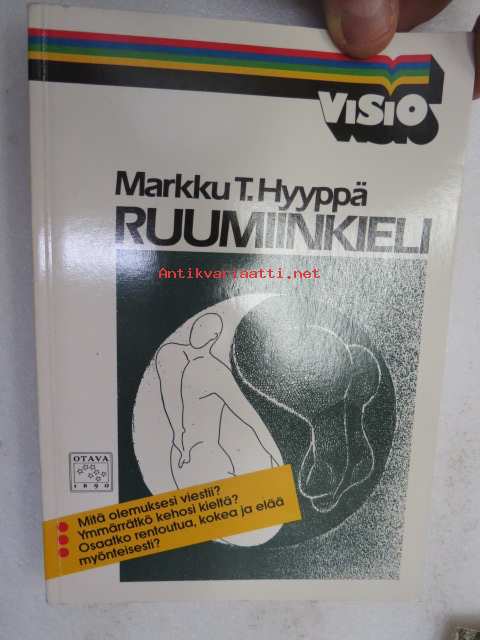 VISIO
Markku T. Hyyppä
RUUMIINKIELI
Antikvariaatti.net
OTAVA
1890
Mitä olemuksesi viestii?
Ymmärrätkö kehosi kieltä?
Osaatko rentoutua, kokea ja elää
myönteisesti?